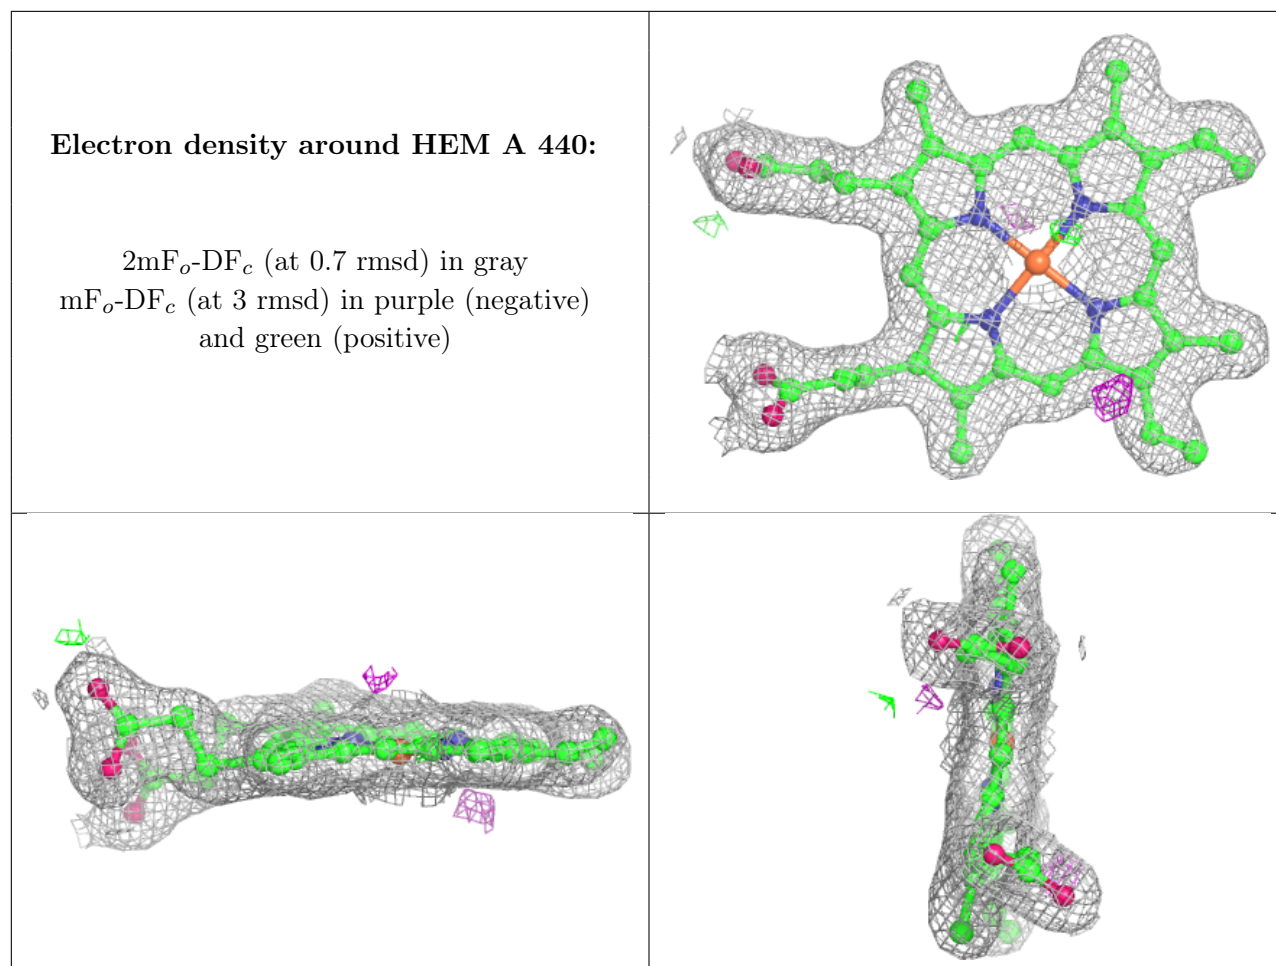 Electron density around HEM A 440:
2mFo-DFc (at 0.7 rmsd) in gray
mFo-DFc (at 3 rmsd) in purple (negative)
and green (positive)